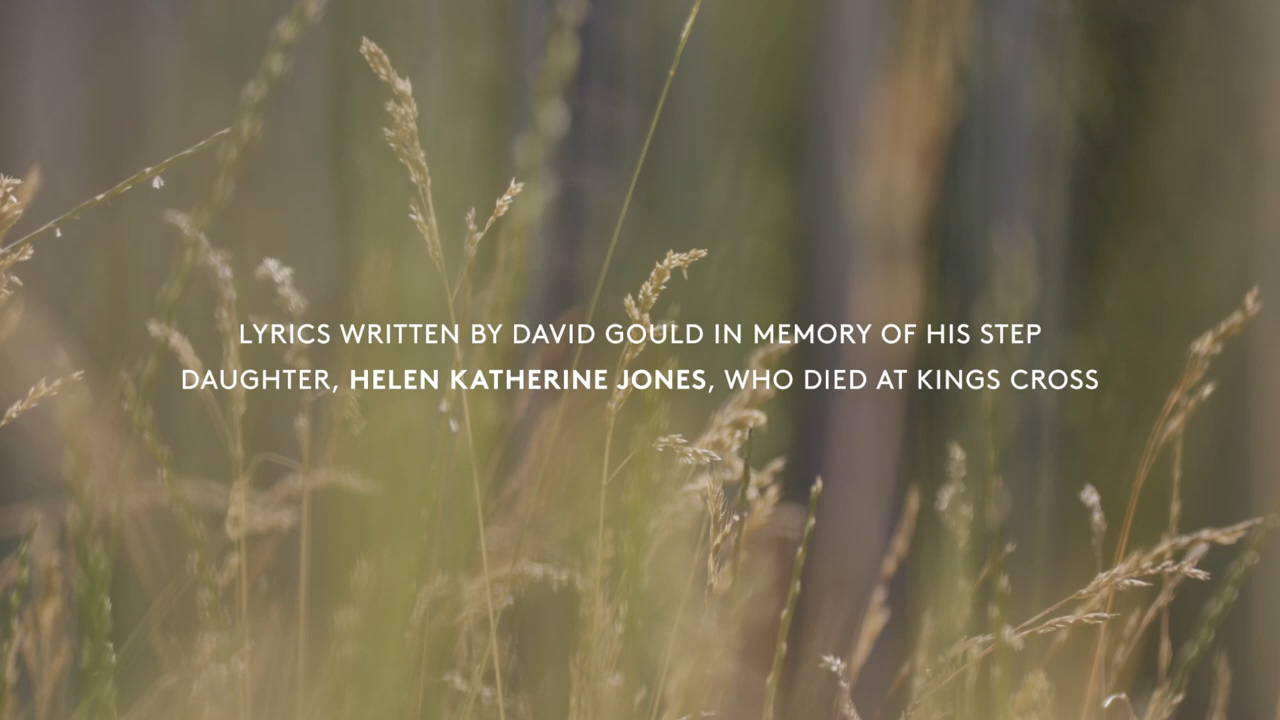 LYRICS WRITTEN BY DAVID GOULD IN MEMORY OF HIS STEP
DAUGHTER, HELEN KATHERINE JONES, WHO DIED AT KINGS CROSS